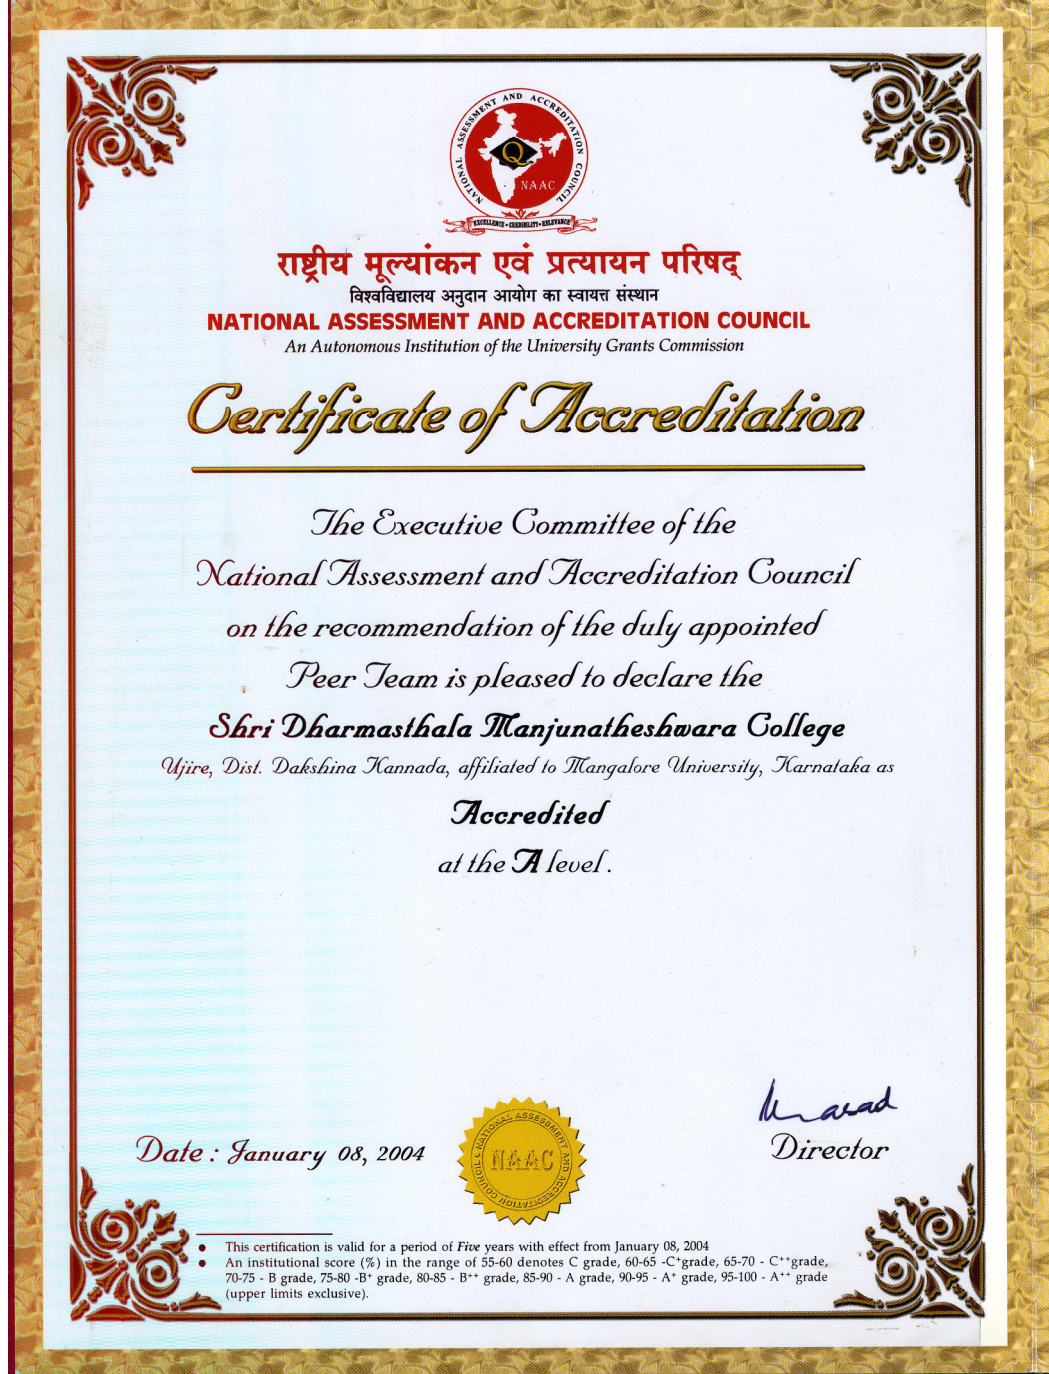 NATIONAL ASSESSMENT AND ACCREDITATION COUNCIL
Q
NAAC
EXCELLENCE • CREDIBILITY • RELEVANCE
राष्ट्रीय मूल्यांकन एवं प्रत्यायन परिषद्
विश्वविद्यालय अनुदान आयोग का स्वायत्त संस्थान
NATIONAL ASSESSMENT AND ACCREDITATION COUNCIL
An Autonomous Institution of the University Grants Commission
Certificate of Accreditation
The Executive Committee of the
National Assessment and Accreditation Council
on the recommendation of the duly appointed
Peer Team is pleased to declare the
Shri Dharmasthala Manjunatheshwara College
Ujire, Dist. Dakshina Kannada, affiliated to Mangalore University, Karnataka as
Accredited
at the A level.
Date : January 08, 2004
NATIONAL ASSESSMENT AND ACCREDITATION COUNCIL
NAAC
Director
• This certification is valid for a period of Five years with effect from January 08, 2004
• An institutional score (%) in the range of 55-60 denotes C grade, 60-65 -C⁺grade, 65-70 - C⁺⁺grade,
70-75 - B grade, 75-80 -B⁺ grade, 80-85 - B⁺⁺ grade, 85-90 - A grade, 90-95 - A⁺ grade, 95-100 - A⁺⁺ grade
(upper limits exclusive).